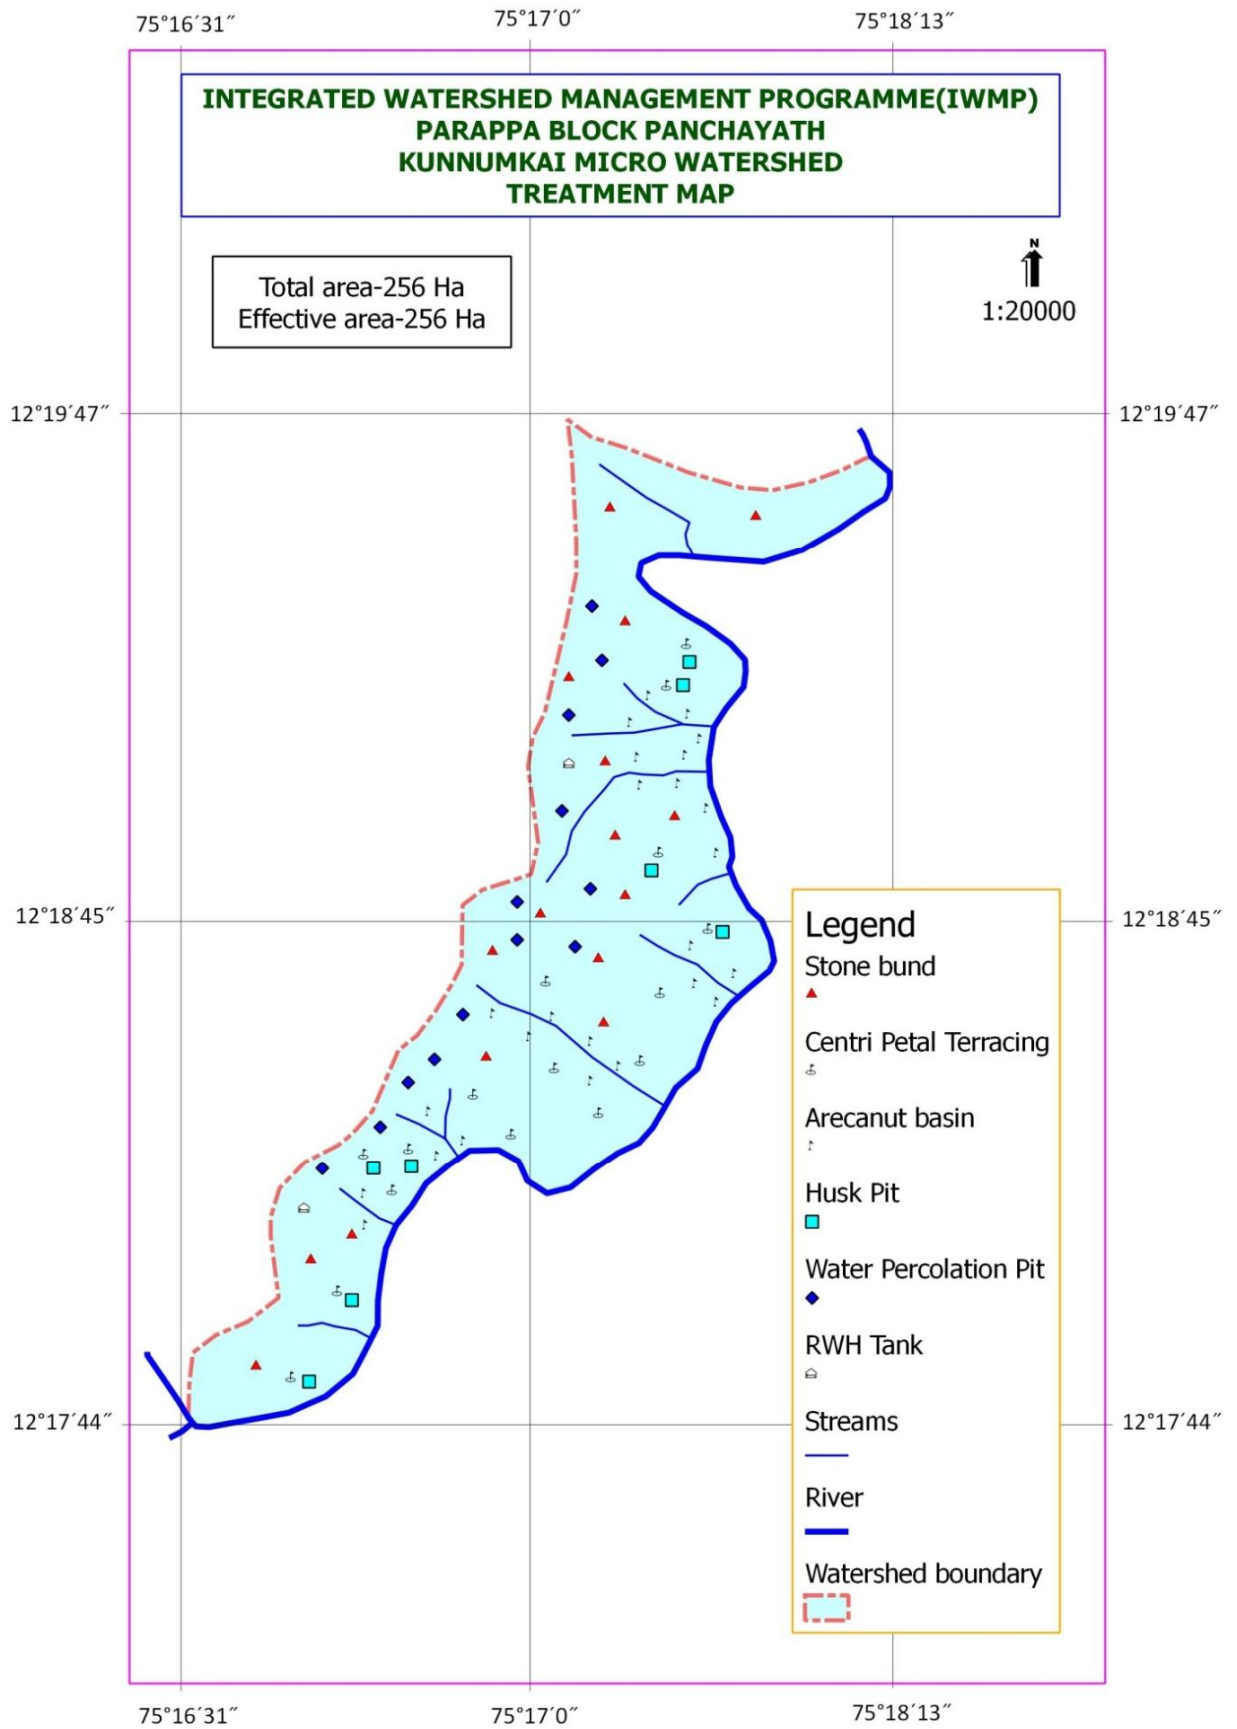 75°16′31″
75°17′0″
75°18′13″
INTEGRATED WATERSHED MANAGEMENT PROGRAMME(IWMP)
PARAPPA BLOCK PANCHAYATH
KUNNUMKAI MICRO WATERSHED
TREATMENT MAP
Total area-256 Ha
Effective area-256 Ha
N
1:20000
12°19′47″
12°19′47″
12°18′45″
12°18′45″
Legend
Stone bund
Centri Petal Terracing
Arecanut basin
Husk Pit
Water Percolation Pit
RWH Tank
Streams
River
Watershed boundary
12°17′44″
12°17′44″
75°16′31″
75°17′0″
75°18′13″